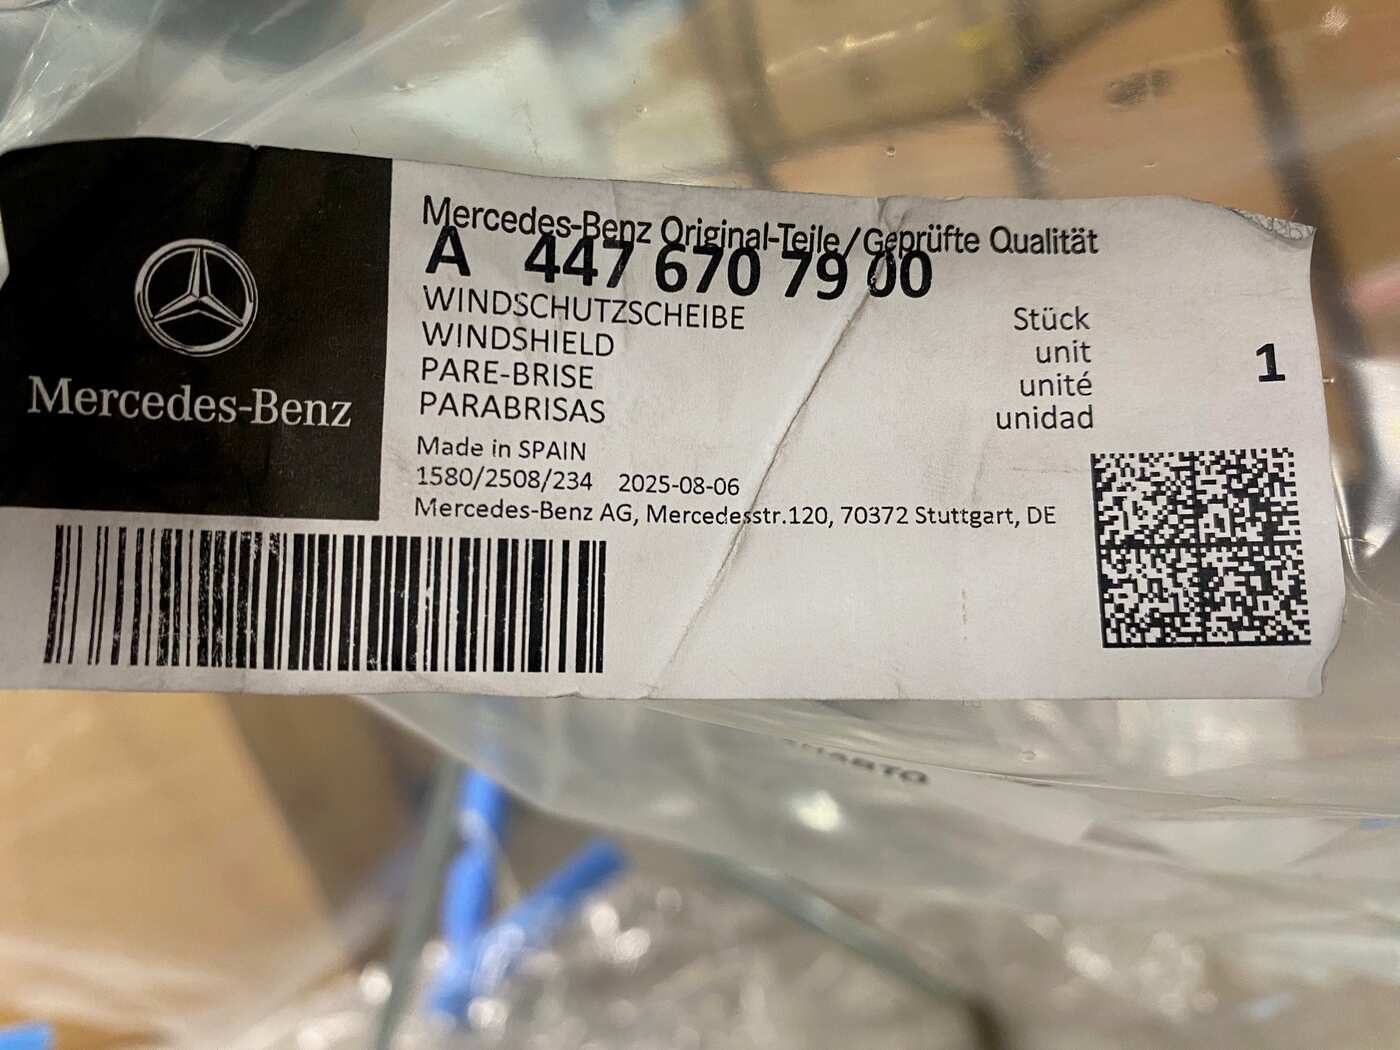 Mercedes-Benz
Mercedes-Benz Original-Teile/Geprüfte Qualität
A 447 670 79 00
WINDSCHUTZSCHEIBE
WINDSHIELD
PARE-BRISE
PARABRISAS
Stück
unit
unité
unidad
1
Made in SPAIN
1580/2508/234 2025-08-06
Mercedes-Benz AG, Mercedesstr.120, 70372 Stuttgart, DE